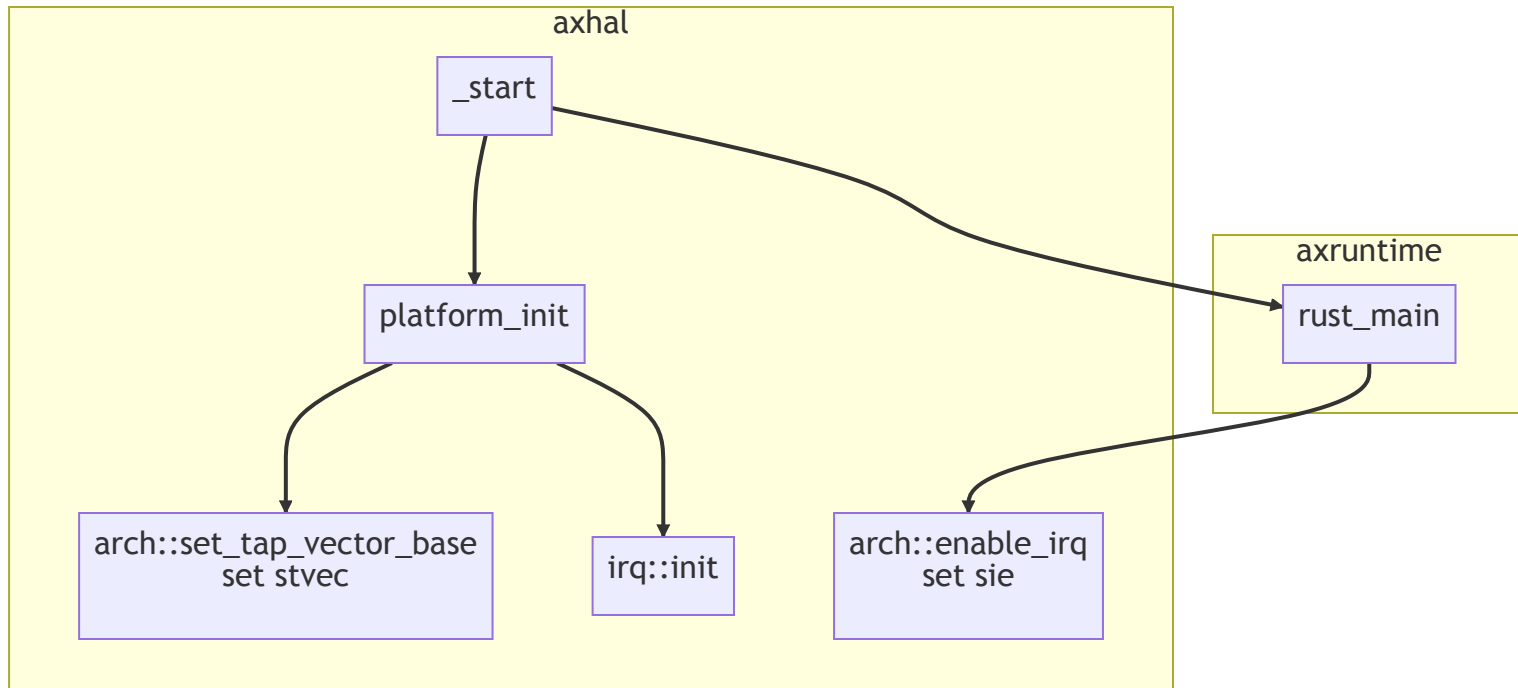 axhal
_start
axruntime
platform_init
rust_main
arch::set_tap_vector_base
set stvec
irq::init
arch::enable_irq
set sie